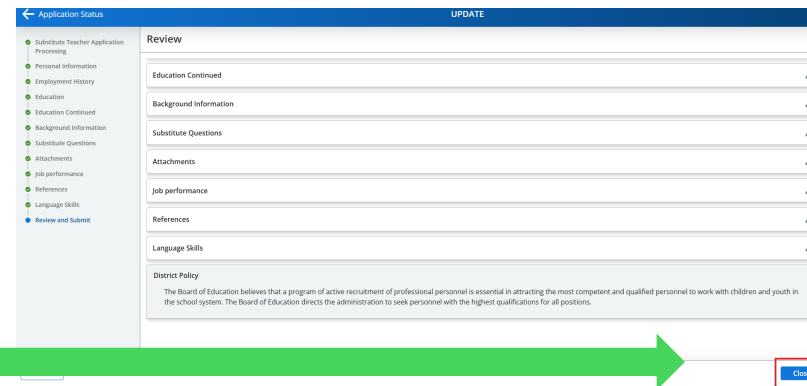 Application Status
UPDATE
Substitute Teacher Application
Processing
Personal Information
Employment History
Education
Education Continued
Background Information
Substitute Questions
Attachments
Job performance
References
Language Skills
Review and Submit
Review
Education Continued
Background Information
Substitute Questions
Attachments
Job performance
References
Language Skills
District Policy
The Board of Education believes that a program of active recruitment of professional personnel is essential in attracting the most competent and qualified personnel to work with children and youth in
the school system. The Board of Education directs the administration to seek personnel with the highest qualifications for all positions.
Clos